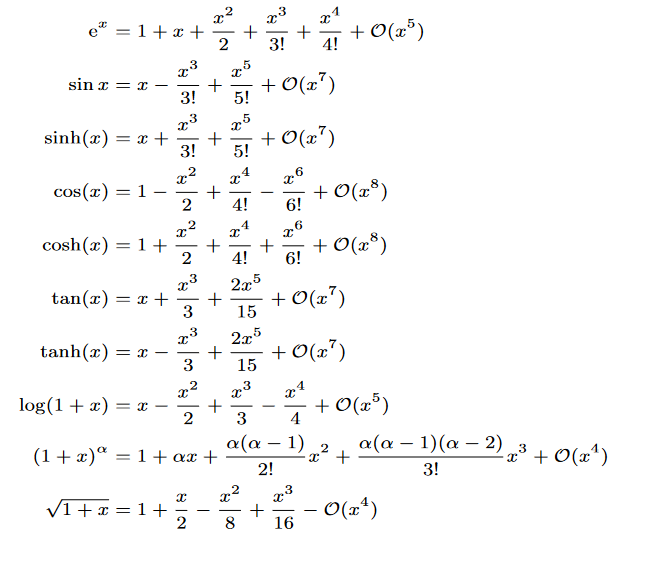 e^x = 1 + x + x^2/2 + x^3/3! + x^4/4! + O(x^5)
sin x = x − x^3/3! + x^5/5! + O(x^7)
sinh(x) = x + x^3/3! + x^5/5! + O(x^7)
cos(x) = 1 − x^2/2 + x^4/4! − x^6/6! + O(x^8)
cosh(x) = 1 + x^2/2 + x^4/4! + x^6/6! + O(x^8)
tan(x) = x + x^3/3 + 2x^5/15 + O(x^7)
tanh(x) = x − x^3/3 + 2x^5/15 + O(x^7)
log(1 + x) = x − x^2/2 + x^3/3 − x^4/4 + O(x^5)
(1 + x)^α = 1 + αx + α(α − 1)/2! x^2 + α(α − 1)(α − 2)/3! x^3 + O(x^4)
√(1 + x) = 1 + x/2 − x^2/8 + x^3/16 − O(x^4)